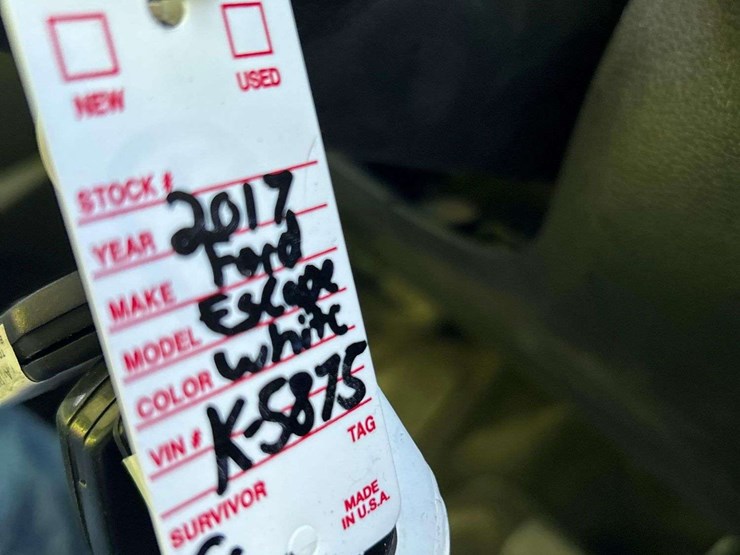 NEW USED
STOCK #
YEAR 2017
MAKE Ford
MODEL Escape
COLOR White
VIN # K-5875
SURVIVOR TAG
MADE
IN U.S.A.